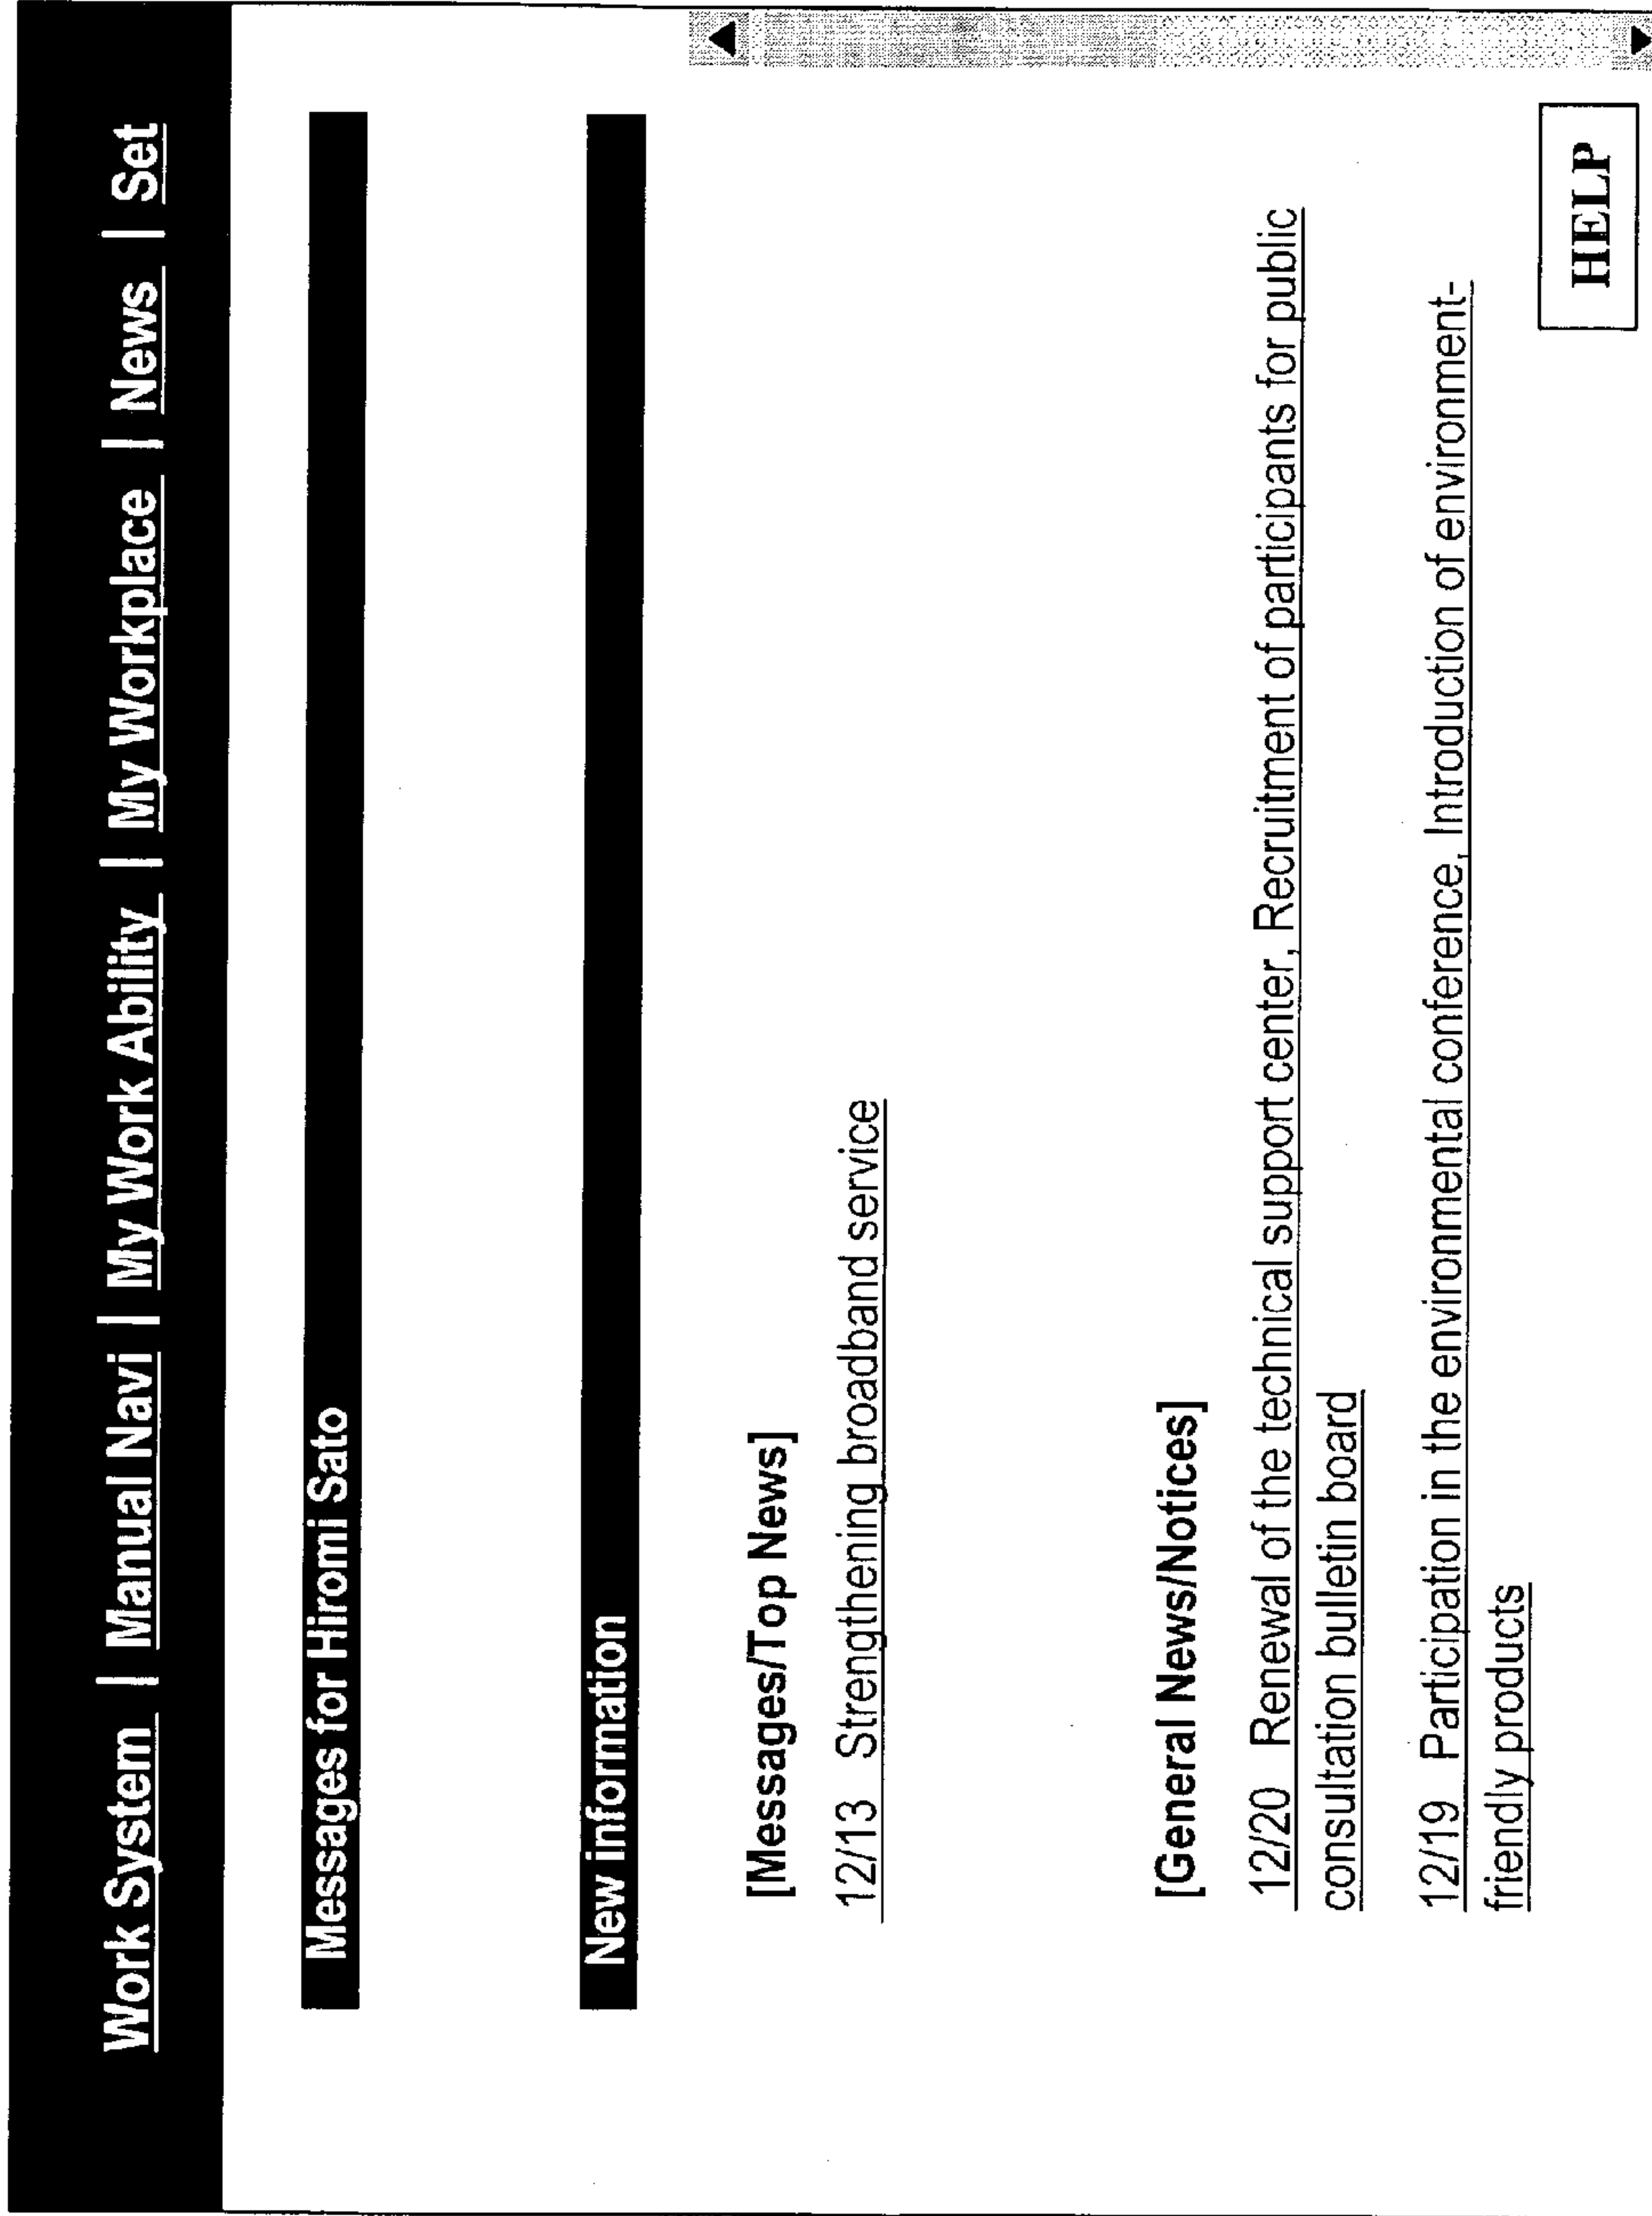 Work System | Manual Navi | My Work Ability | My Workplace | News | Set
Messages for Hiromi Sato
New information
[Messages/Top News]
12/13 Strengthening broadband service
[General News/Notices]
12/20 Renewal of the technical support center, Recruitment of participants for public
consultation bulletin board
12/19 Participation in the environmental conference, Introduction of environment-
friendly products
HELP